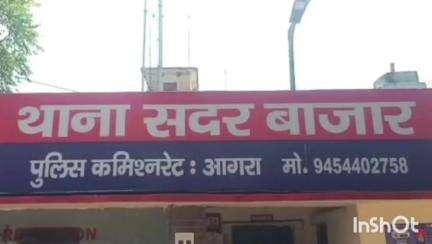 थाना सदर बाजार
पुलिस कमिश्नरेट : आगरा मो. 9454402758
InShOt